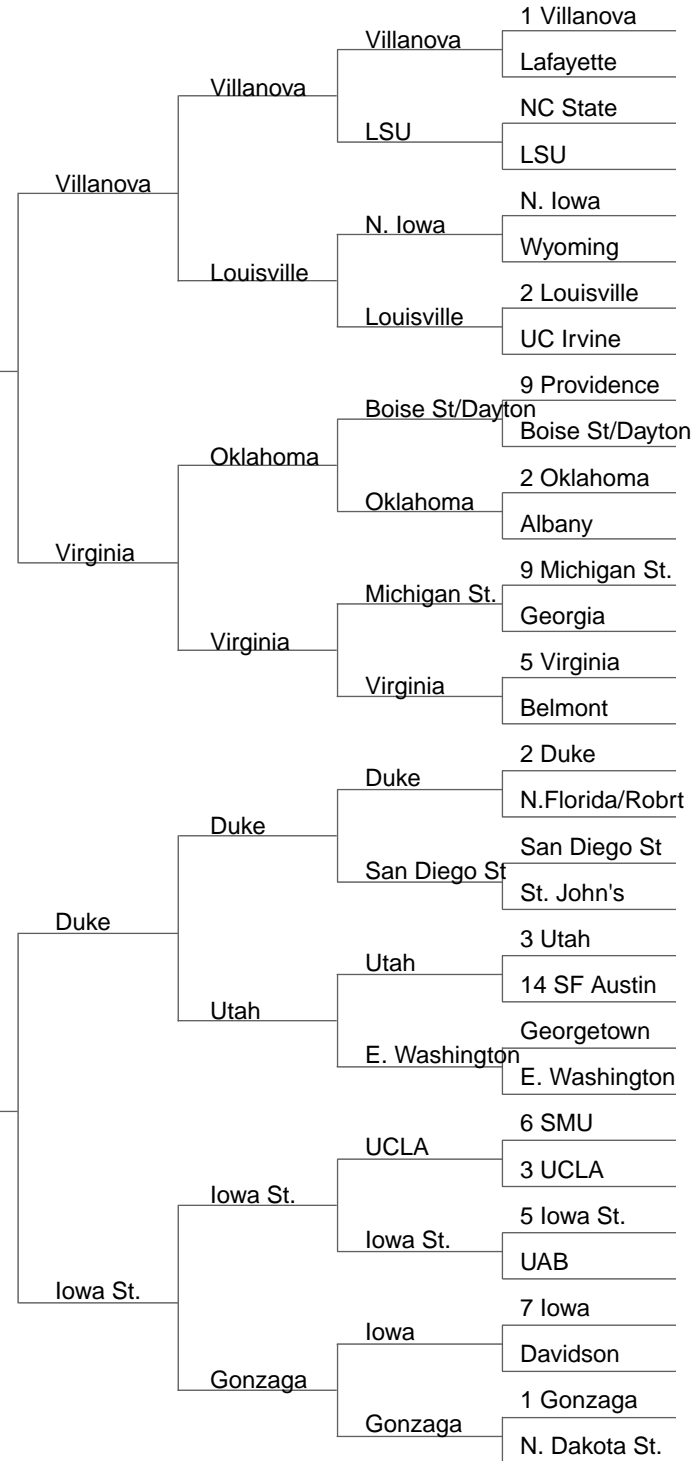 1 Villanova
Villanova
Lafayette
Villanova
NC State
LSU
LSU
Villanova
N. Iowa
N. Iowa
Wyoming
Louisville
2 Louisville
Louisville
UC Irvine
9 Providence
Boise St/Dayton
Boise St/Dayton
Oklahoma
2 Oklahoma
Oklahoma
Albany
Virginia
9 Michigan St.
Michigan St.
Georgia
Virginia
5 Virginia
Virginia
Belmont
2 Duke
Duke
N.Florida/Robrt
Duke
San Diego St
San Diego St
St. John's
Duke
3 Utah
Utah
14 SF Austin
Utah
Georgetown
E. Washington
E. Washington
6 SMU
UCLA
3 UCLA
Iowa St.
5 Iowa St.
Iowa St.
UAB
Iowa St.
7 Iowa
Iowa
Davidson
Gonzaga
1 Gonzaga
Gonzaga
N. Dakota St.